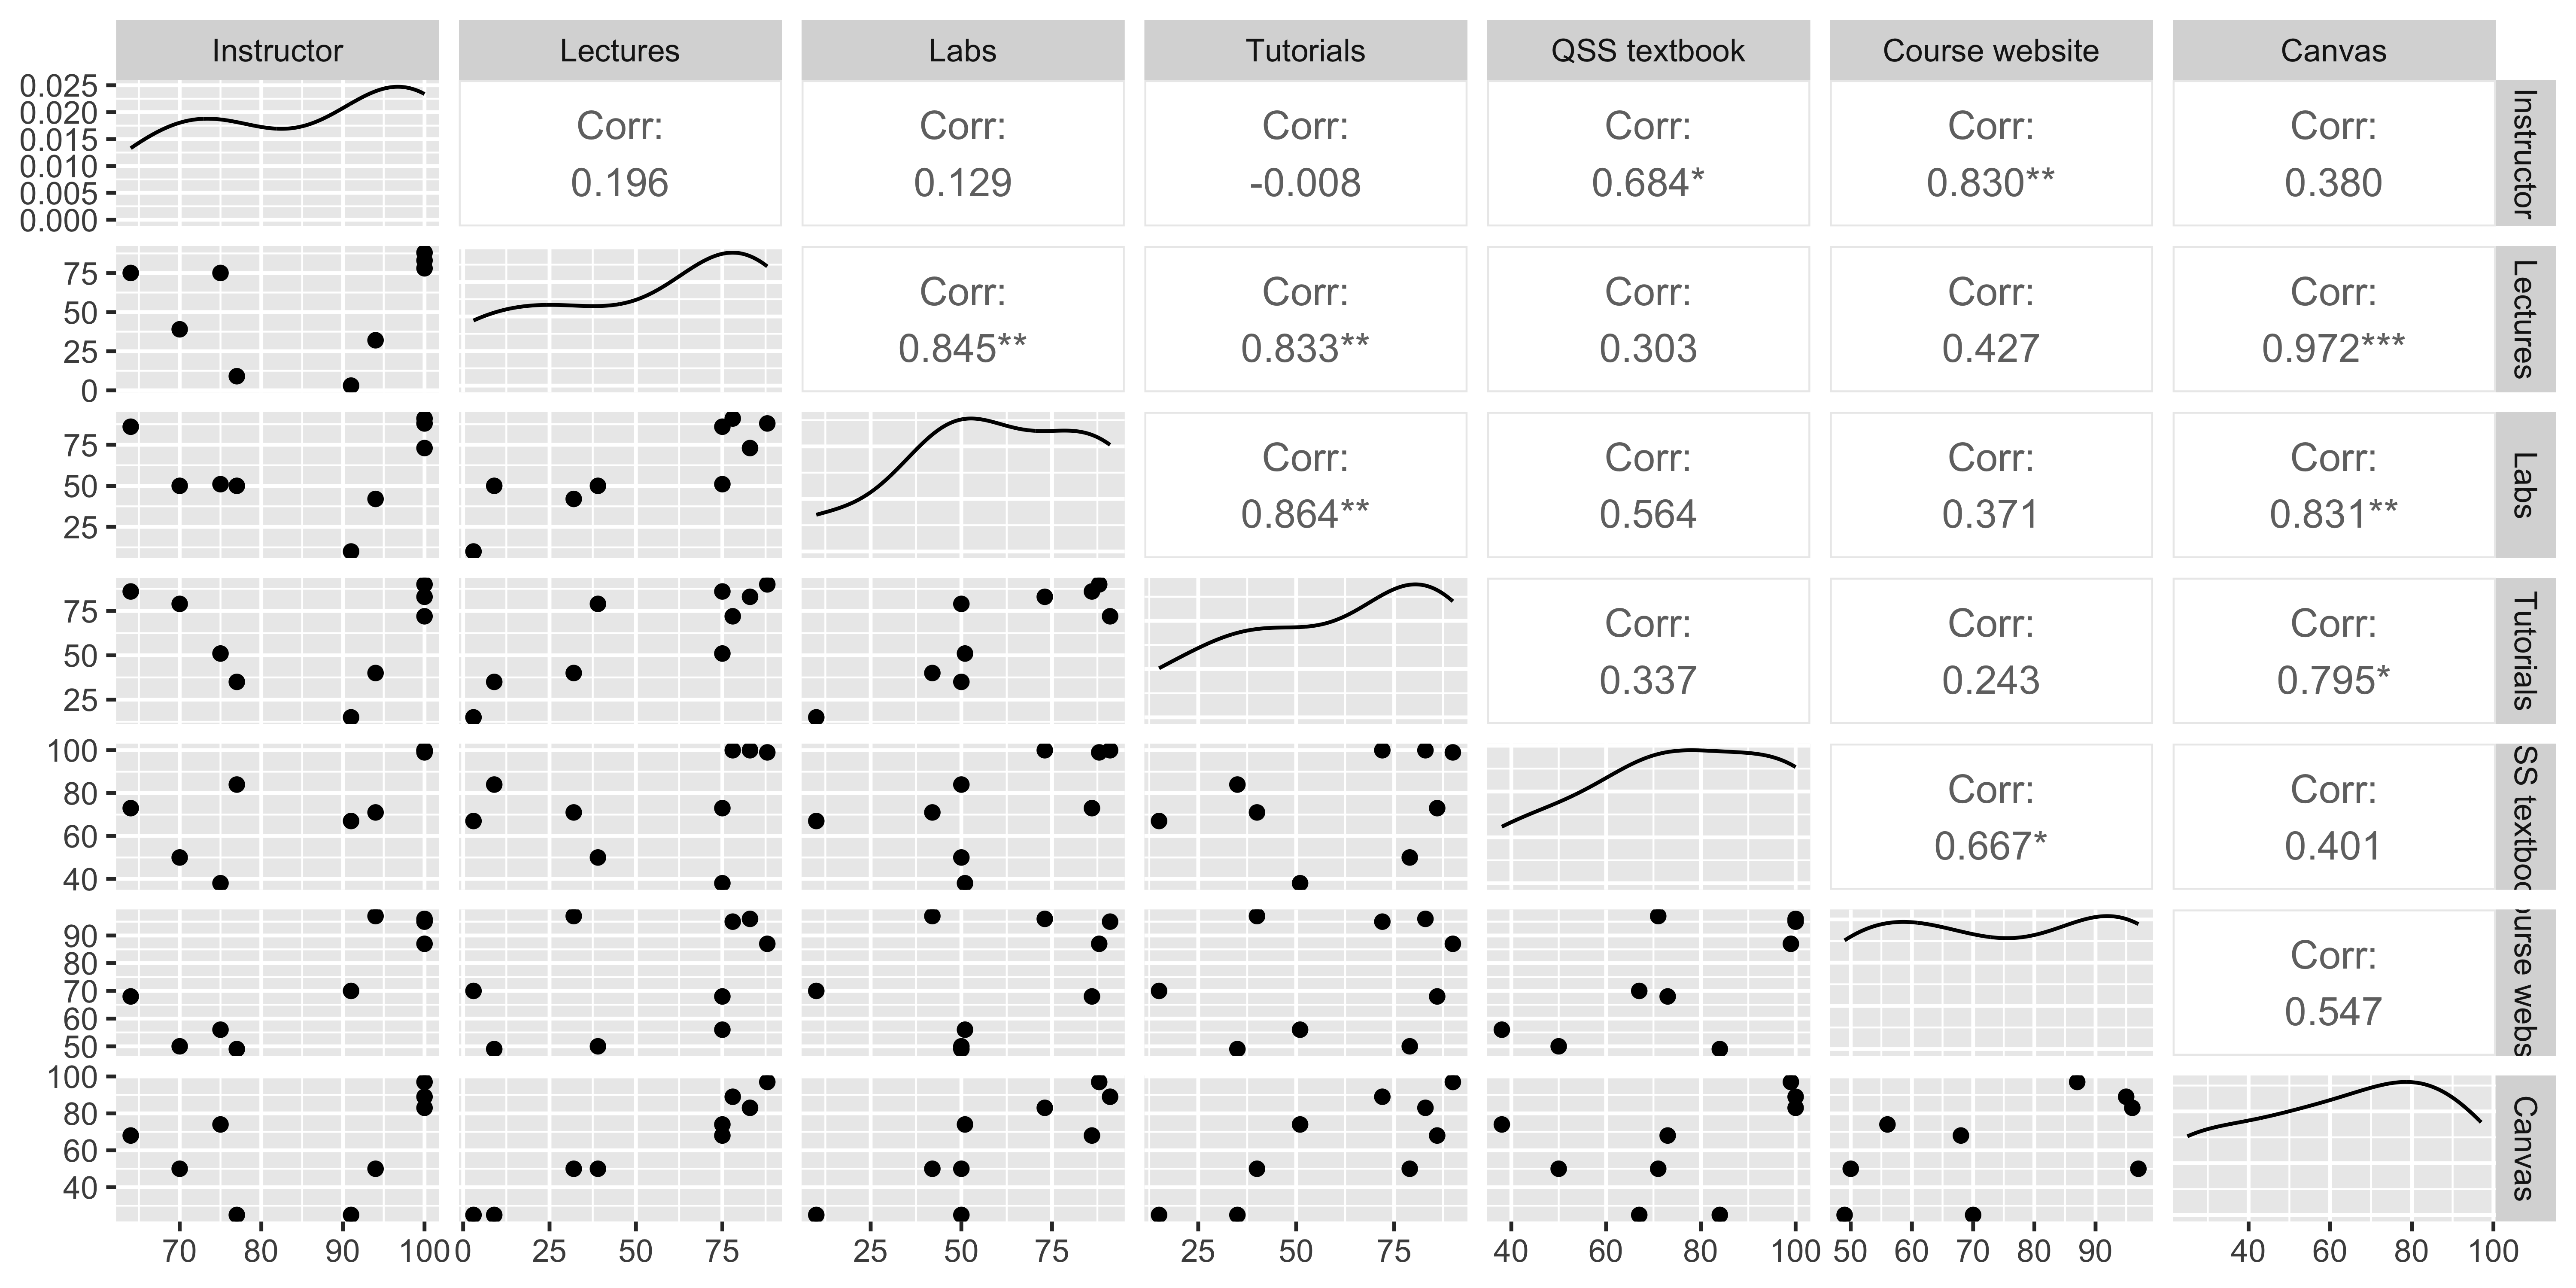 Instructor Lectures Labs Tutorials QSS textbook Course website Canvas
0.025
0.020
0.015
0.010
0.005
0.000
Corr:
0.196
Corr:
0.129
Corr:
-0.008
Corr:
0.684*
Corr:
0.830**
Corr:
0.380
Instructor
75
50
25
0
Corr:
0.845**
Corr:
0.833**
Corr:
0.303
Corr:
0.427
Corr:
0.972***
Lectures
75
50
25
Corr:
0.864**
Corr:
0.564
Corr:
0.371
Corr:
0.831**
Labs
75
50
25
Corr:
0.337
Corr:
0.243
Corr:
0.795*
Tutorials
100
80
60
40
Corr:
0.667*
Corr:
0.401
SS textboo
90
80
70
60
50
Corr:
0.547
ourse webs
100
80
60
40
Canvas
70 80 90 100 0 25 50 75 25 50 75 25 50 75 40 60 80 100 50 60 70 80 90 40 60 80 100